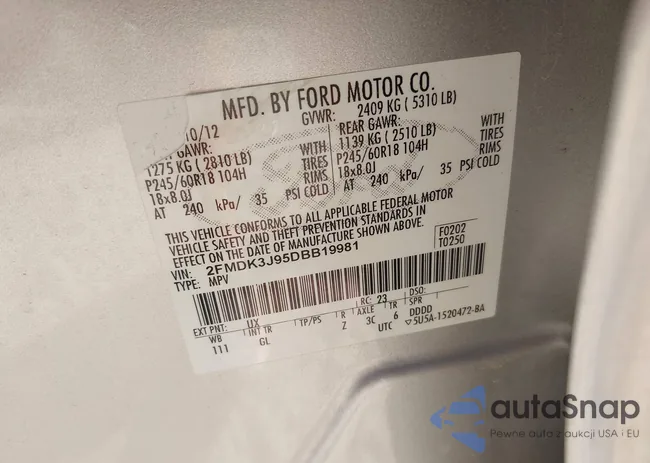 MFD. BY FORD MOTOR CO.
10/12
GVWR: 2409 KG ( 5310 LB)
GAWR:
1275 KG ( 2810 LB)
P245/60R18 104H
18x8.0J
AT 240 kPa/ 35 PSI COLD
WITH
TIRES
RIMS
REAR GAWR:
1139 KG ( 2510 LB)
P245/60R18 104H
18x8.0J
AT 240 kPa/ 35 PSI COLD
WITH
TIRES
RIMS
THIS VEHICLE CONFORMS TO ALL APPLICABLE FEDERAL MOTOR
VEHICLE SAFETY AND THEFT PREVENTION STANDARDS IN
EFFECT ON THE DATE OF MANUFACTURE SHOWN ABOVE.
VIN: 2FMDK3J95DBB19981
TYPE: MPV
F0202
T0250
EXT PNT: UX RC: 23 DSO:
WB INT TR TP/PS R AXLE TR SPR
111 GL Z 3C 6 DDDD
UTC ▽5U5A-1520472-BA
autaSnap
Pewne auta z aukcji USA i EU